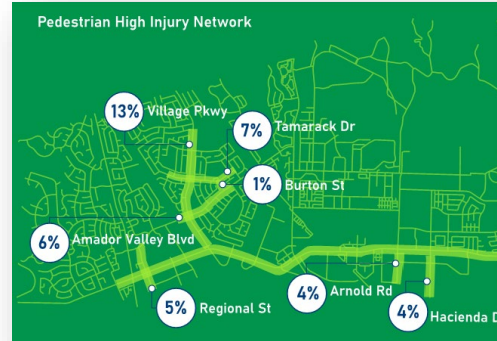 Pedestrian High Injury Network
13% Village Pkwy
7% Tamarack Dr
1% Burton St
6% Amador Valley Blvd
5% Regional St
4% Arnold Rd
4% Hacienda D